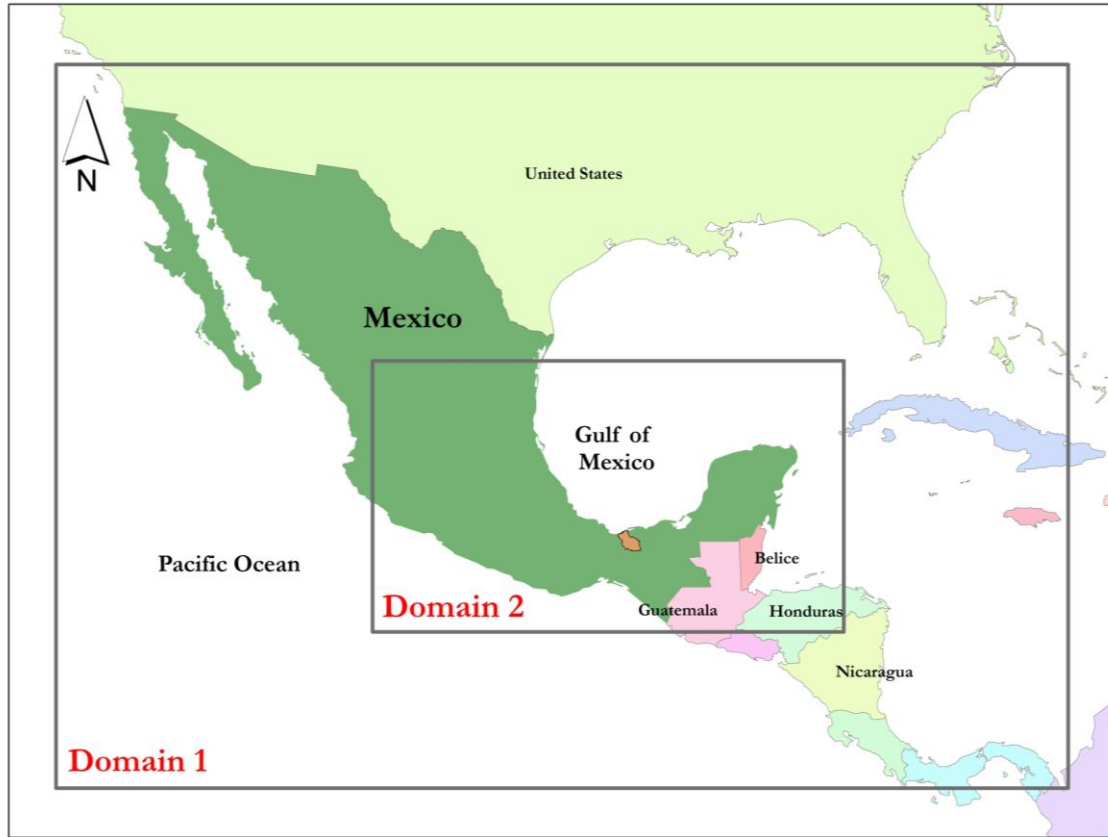 United States
N
Mexico
Gulf of
Mexico
Pacific Ocean
Belice
Domain 2
Guatemala
Honduras
Nicaragua
Domain 1